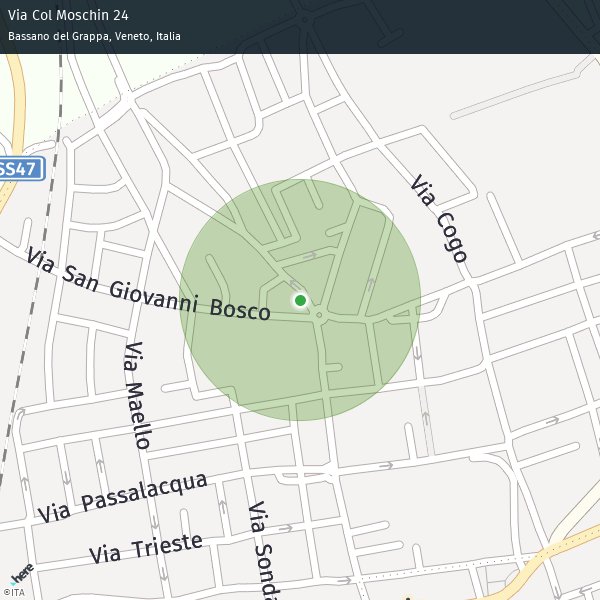 Via Col Moschin 24
Bassano del Grappa, Veneto, Italia
SS47
Via Cogo
Via San Giovanni Bosco
Via Maello
Via Passalacqua
Via Sonda
Via Trieste
here
©ITA